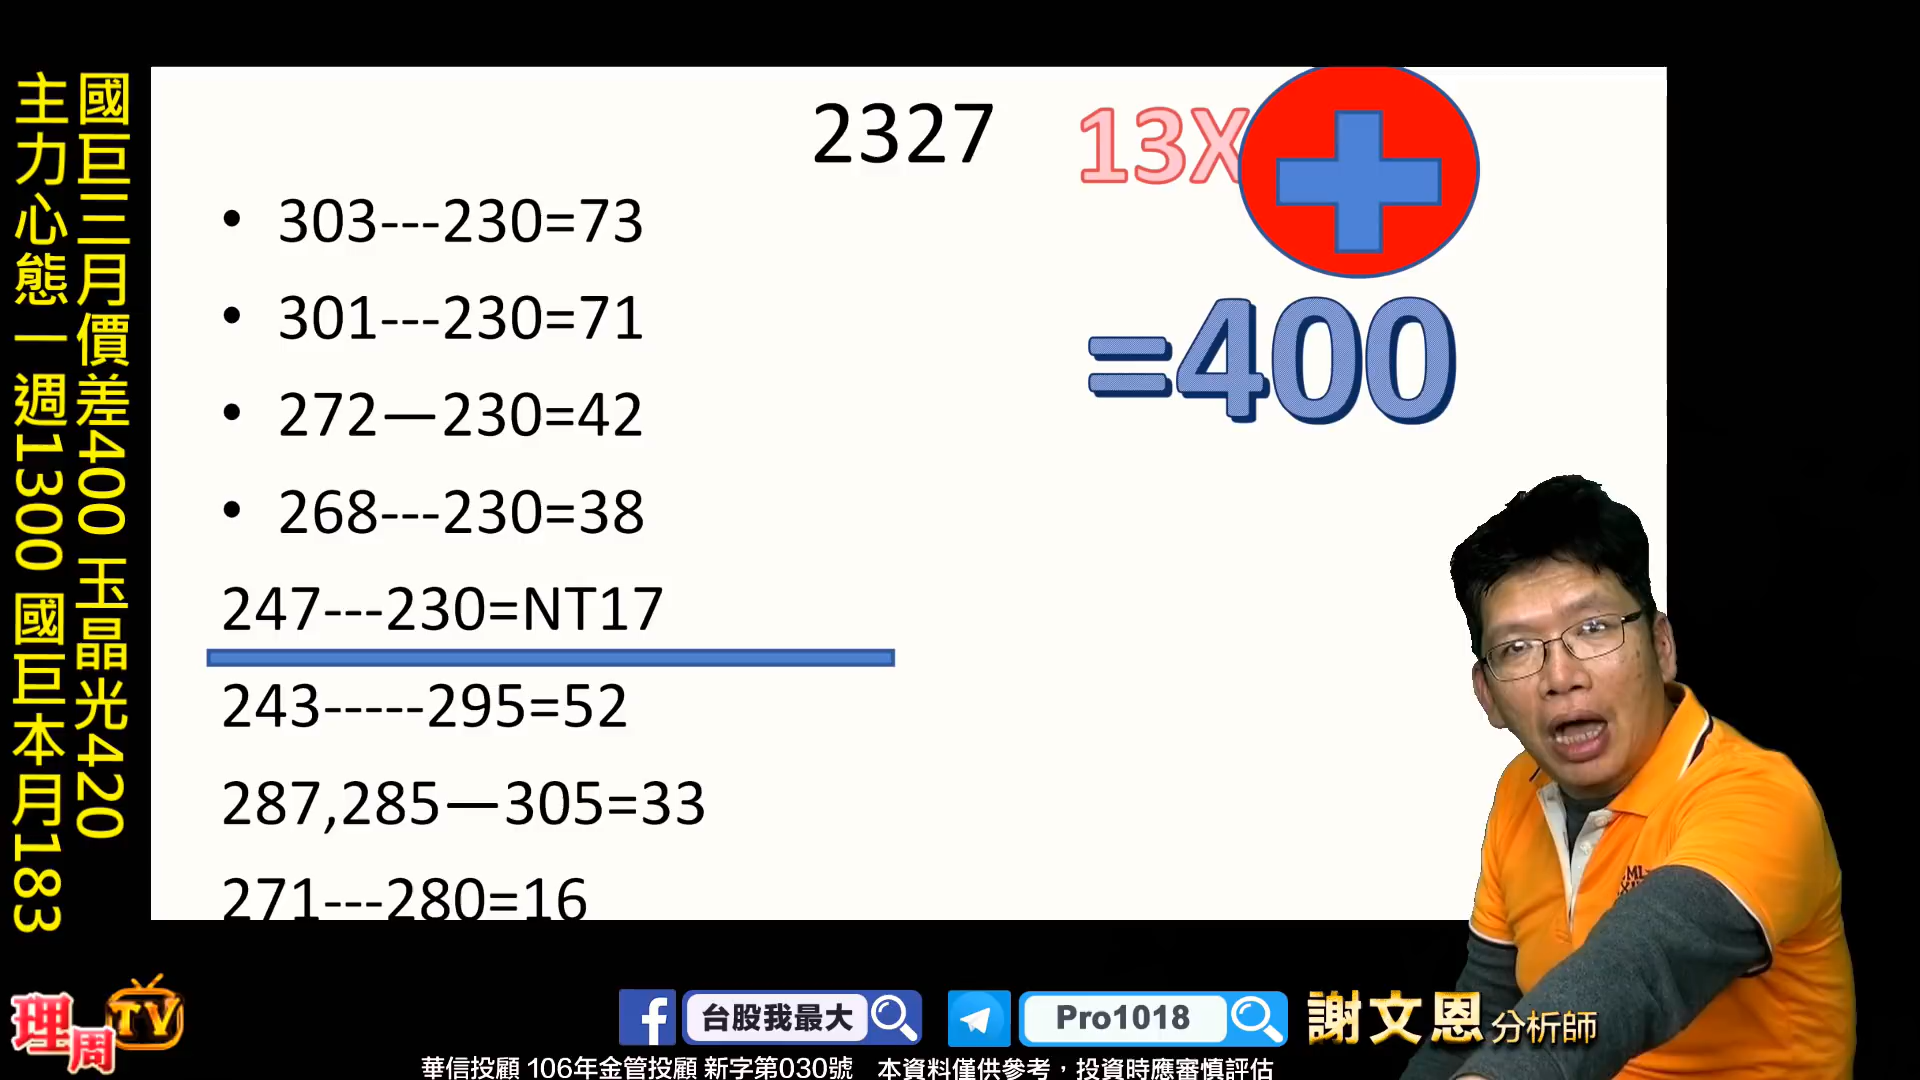 國巨三月價差400 玉晶光420
主力心態一週1300 國巨本月183
2327
13X
=400
• 303---230=73
• 301---230=71
• 272—230=42
• 268---230=38
247---230=NT17
243-----295=52
287,285—305=33
271---280=16
理周TV
台股我最大
Pro1018
謝文恩 分析師
華信投顧 106年金管投顧 新字第030號 本資料僅供參考，投資時應審慎評估